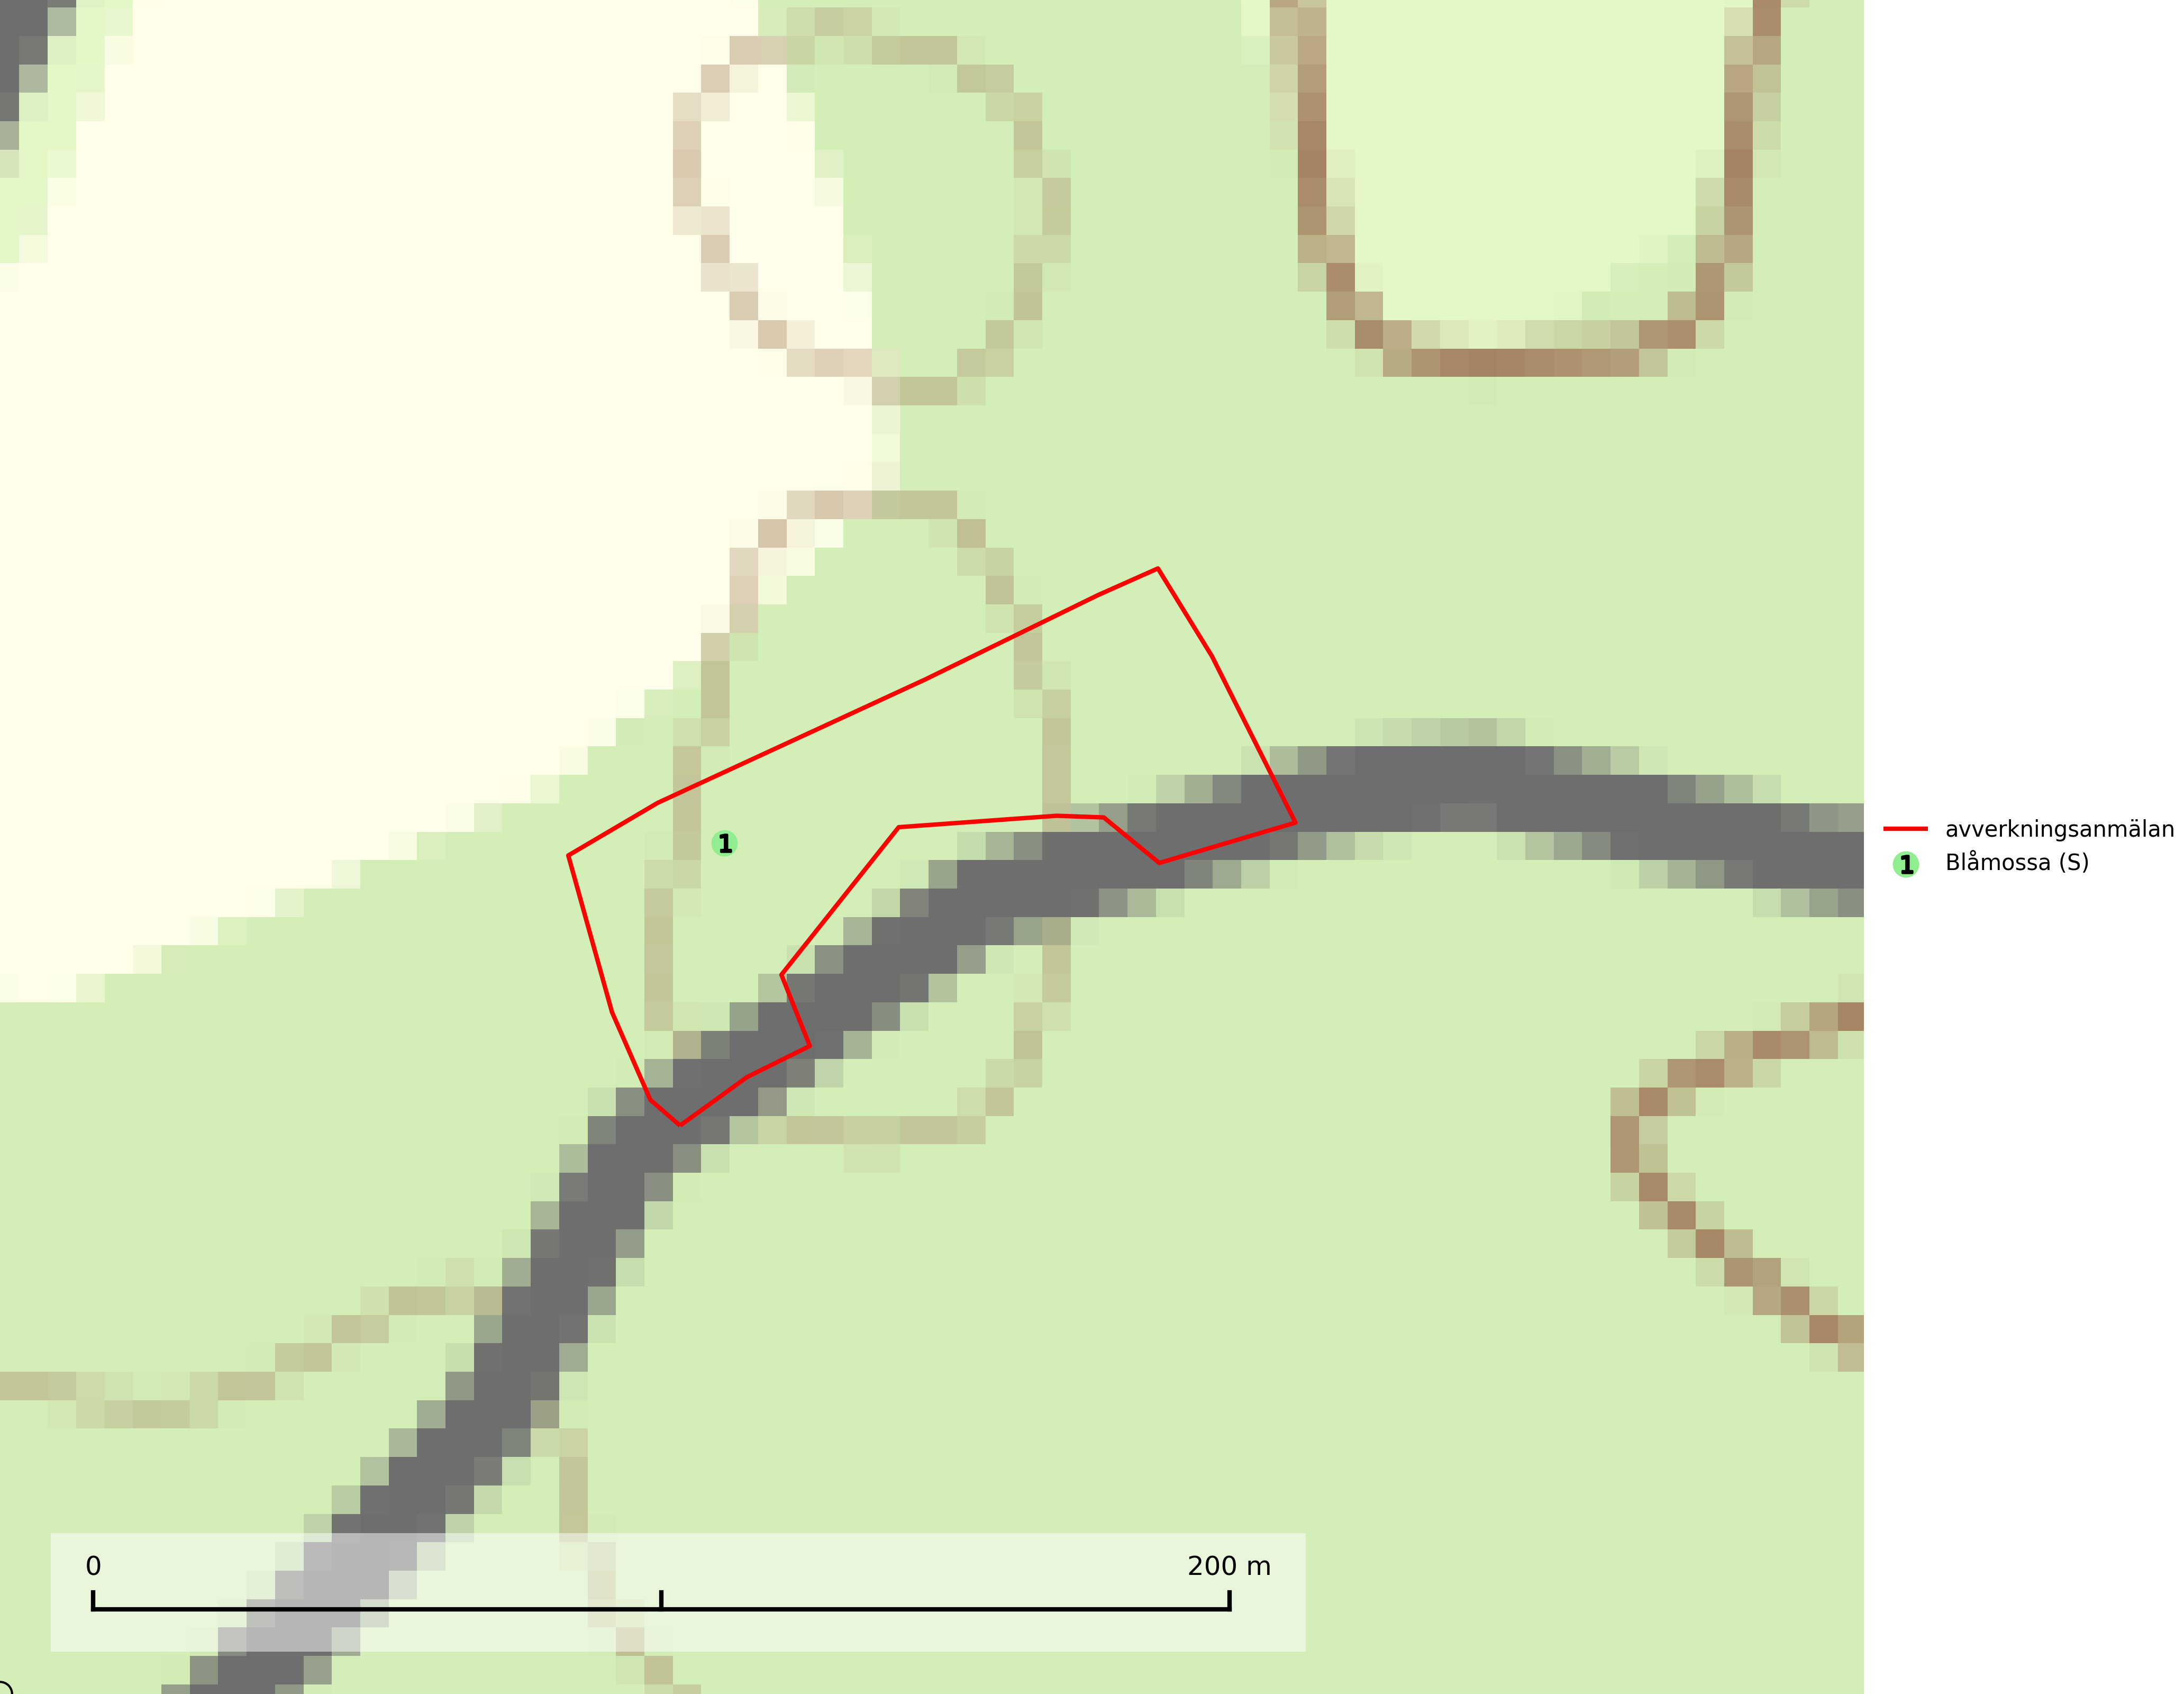 1
avverkningsanmälan
1 Blåmossa (S)
0 200 m